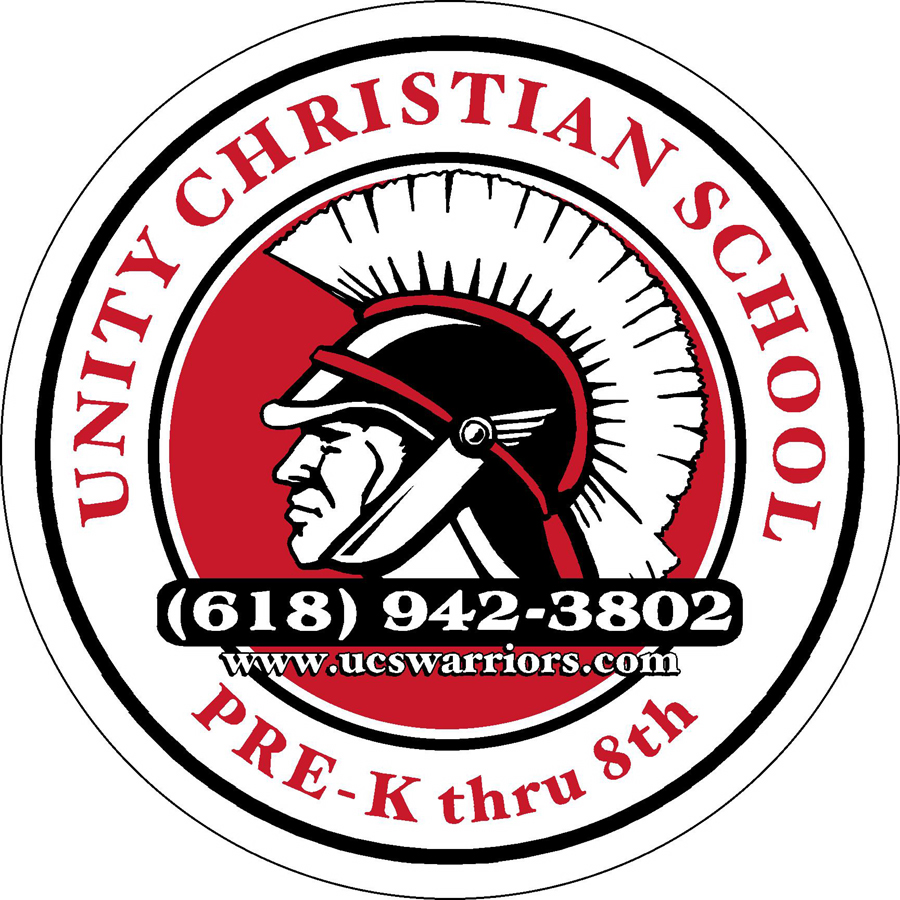 UNITY CHRISTIAN SCHOOL
(618) 942-3802
www.ucswarriors.com
PRE-K thru 8th